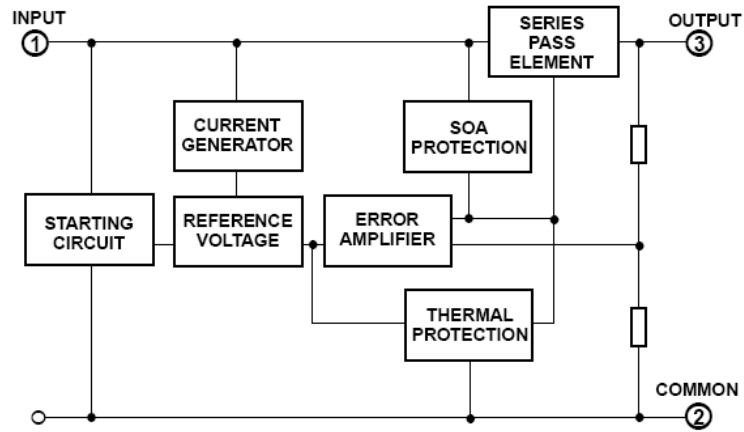 INPUT
1
SERIES
PASS
ELEMENT
OUTPUT
3
CURRENT
GENERATOR
SOA
PROTECTION
STARTING
CIRCUIT
REFERENCE
VOLTAGE
ERROR
AMPLIFIER
THERMAL
PROTECTION
COMMON
2